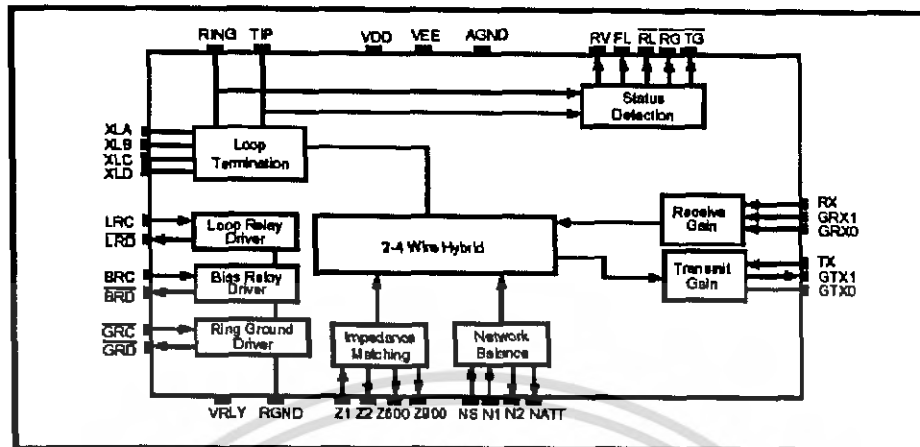 RING TIP VDD VEE AGND RV FL RL RG TG
Status
Detection
XLA
XLB
XLC
XLD
Loop
Termination
RX
GRX1
GRX0
Receive
Gain
LRC
LRD
Loop Relay
Driver
2-4 Wire Hybrid
TX
GTX1
GTX0
Transmit
Gain
BRC
BRD
Bias Relay
Driver
GRC
GRD
Ring Ground
Driver
Impedance
Matching
Network
Balance
VRLY RGND Z1 Z2 Z600 Z900 NS N1 N2 NATT